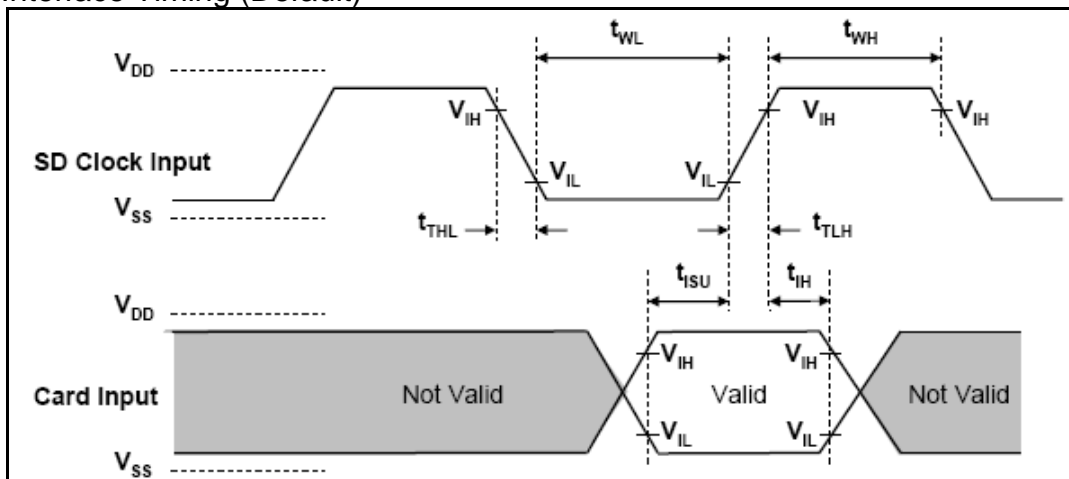 Interface Timing (Default)
t_WL t_WH
V_DD
V_IH V_IH V_IH
SD Clock Input
V_IL V_IL
V_SS
t_THL t_TLH
t_ISU t_IH
V_DD
V_IH V_IH
Card Input Not Valid Valid Not Valid
V_IL V_IL
V_SS